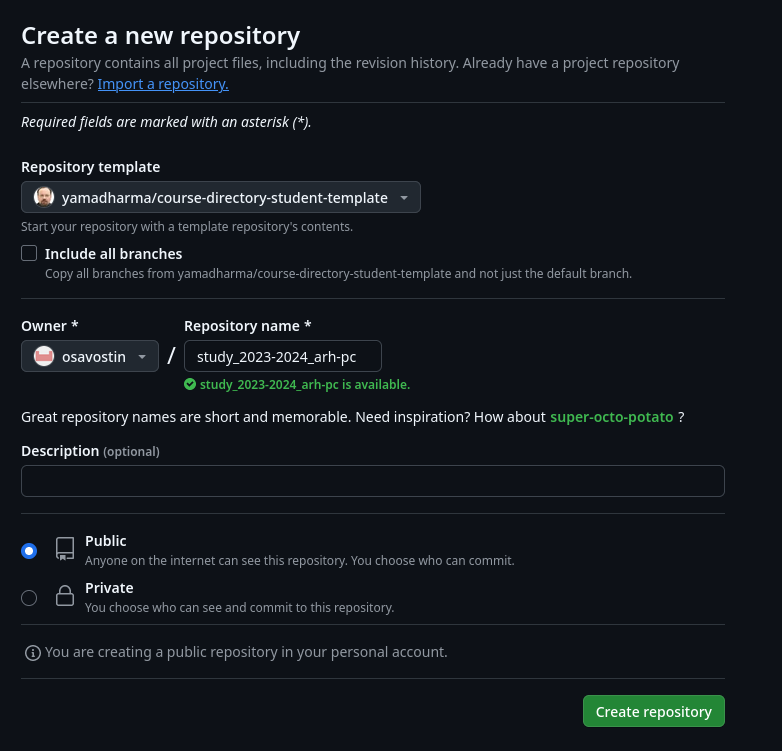 Create a new repository
A repository contains all project files, including the revision history. Already have a project repository
elsewhere? Import a repository.
Required fields are marked with an asterisk (*).
Repository template
yamadharma/course-directory-student-template
Start your repository with a template repository's contents.
Include all branches
Copy all branches from yamadharma/course-directory-student-template and not just the default branch.
Owner * Repository name *
osavostin / study_2023-2024_arh-pc
study_2023-2024_arh-pc is available.
Great repository names are short and memorable. Need inspiration? How about super-octo-potato ?
Description (optional)
Public
Anyone on the internet can see this repository. You choose who can commit.
Private
You choose who can see and commit to this repository.
You are creating a public repository in your personal account.
Create repository